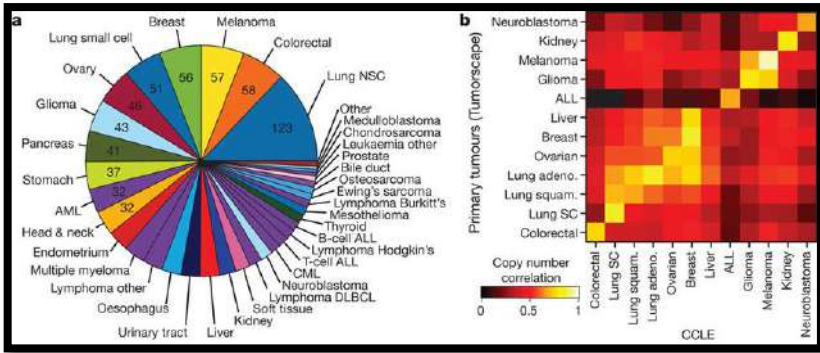 a
Breast
Melanoma
Lung small cell
Colorectal
Ovary
Lung NSC
Glioma
Pancreas
Stomach
AML
Head & neck
Endometrium
Multiple myeloma
Lymphoma other
Oesophagus
Urinary tract
Liver
Kidney
Soft tissue
Lymphoma DLBCL
Neuroblastoma
CML
T-cell ALL
Lymphoma Hodgkin's
B-cell ALL
Thyroid
Mesothelioma
Lymphoma Burkitt's
Ewing's sarcoma
Osteosarcoma
Bile duct
Prostate
Leukaemia other
Chondrosarcoma
Medulloblastoma
Other
56
57
58
123
51
46
43
41
37
32
32
b
Primary tumours (Tumorscape)
Neuroblastoma
Kidney
Melanoma
Glioma
ALL
Liver
Breast
Ovarian
Lung adeno.
Lung squam.
Lung SC
Colorectal
Copy number
correlation
0
0.5
1
Colorectal
Lung SC
Lung squam.
Lung adeno.
Ovarian
Breast
Liver
ALL
Glioma
Melanoma
Kidney
Neuroblastoma
CCLE